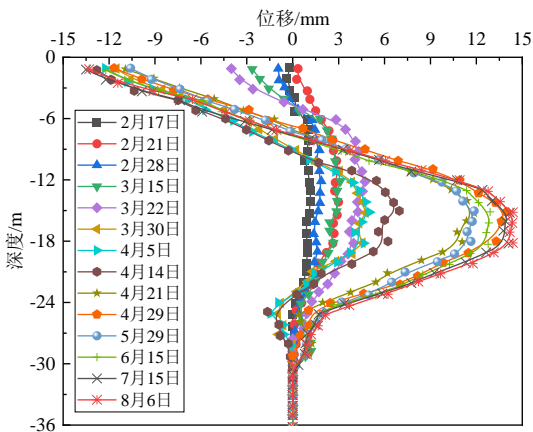 位移/mm
-15 -12 -9 -6 -3 0 3 6 9 12 15
0
-6
-12
-18
-24
-30
-36
深度/m
2月17日
2月21日
2月28日
3月15日
3月22日
3月30日
4月5日
4月14日
4月21日
4月29日
5月29日
6月15日
7月15日
8月6日